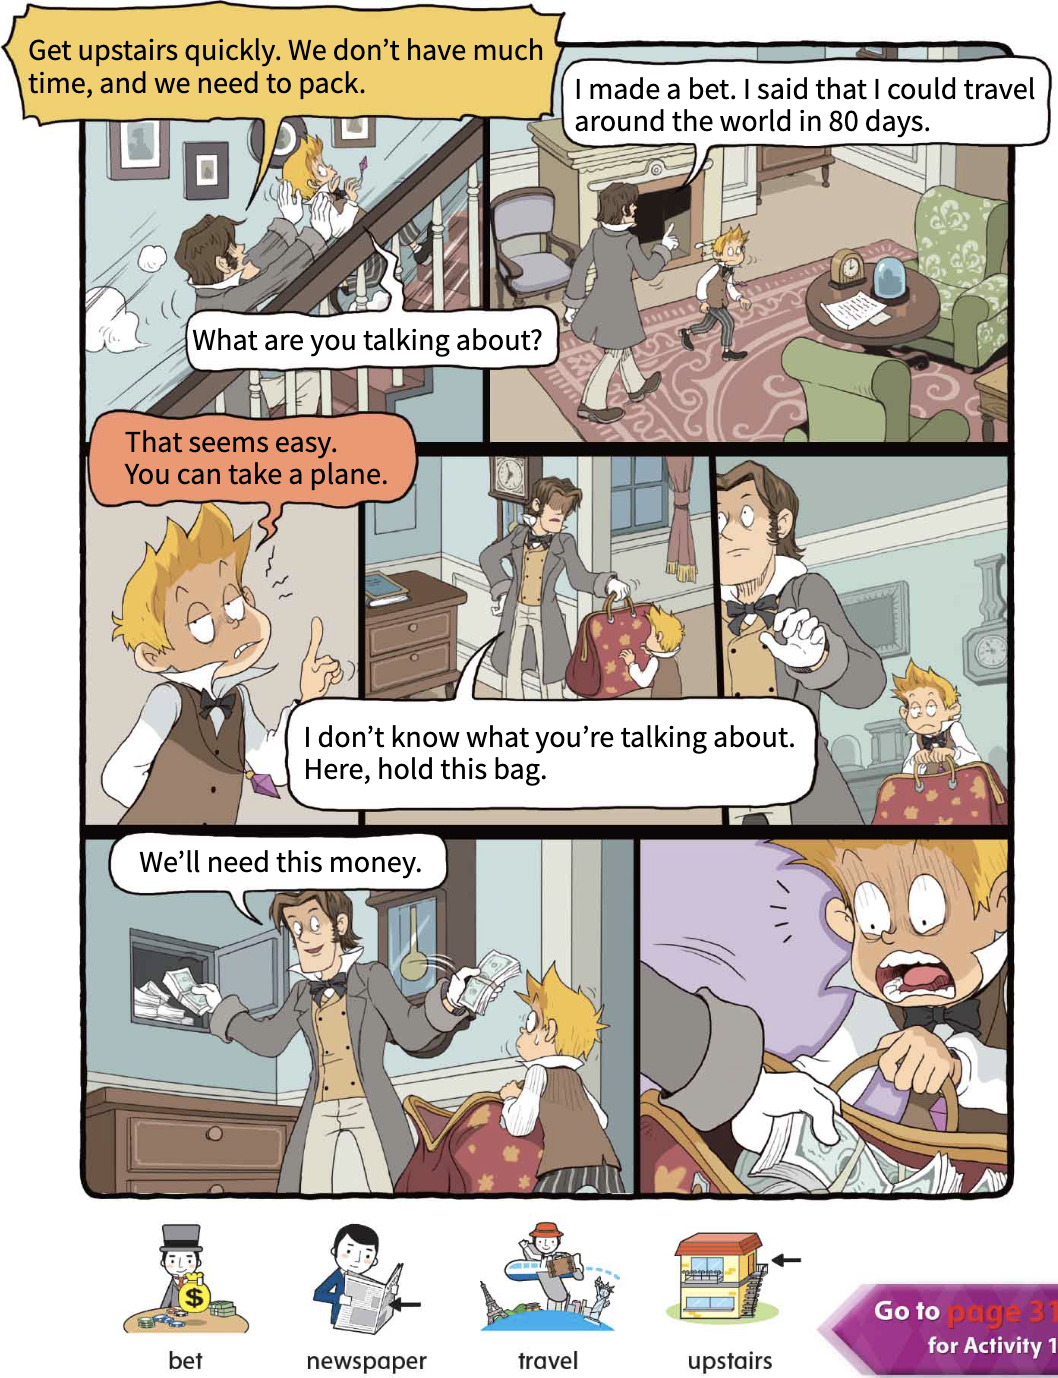 Get upstairs quickly. We don't have much
time, and we need to pack.
I made a bet. I said that I could travel
around the world in 80 days.
What are you talking about?
That seems easy.
You can take a plane.
I don't know what you're talking about.
Here, hold this bag.
We'll need this money.
$
bet
newspaper
travel
upstairs
Go to page 31
for Activity 1